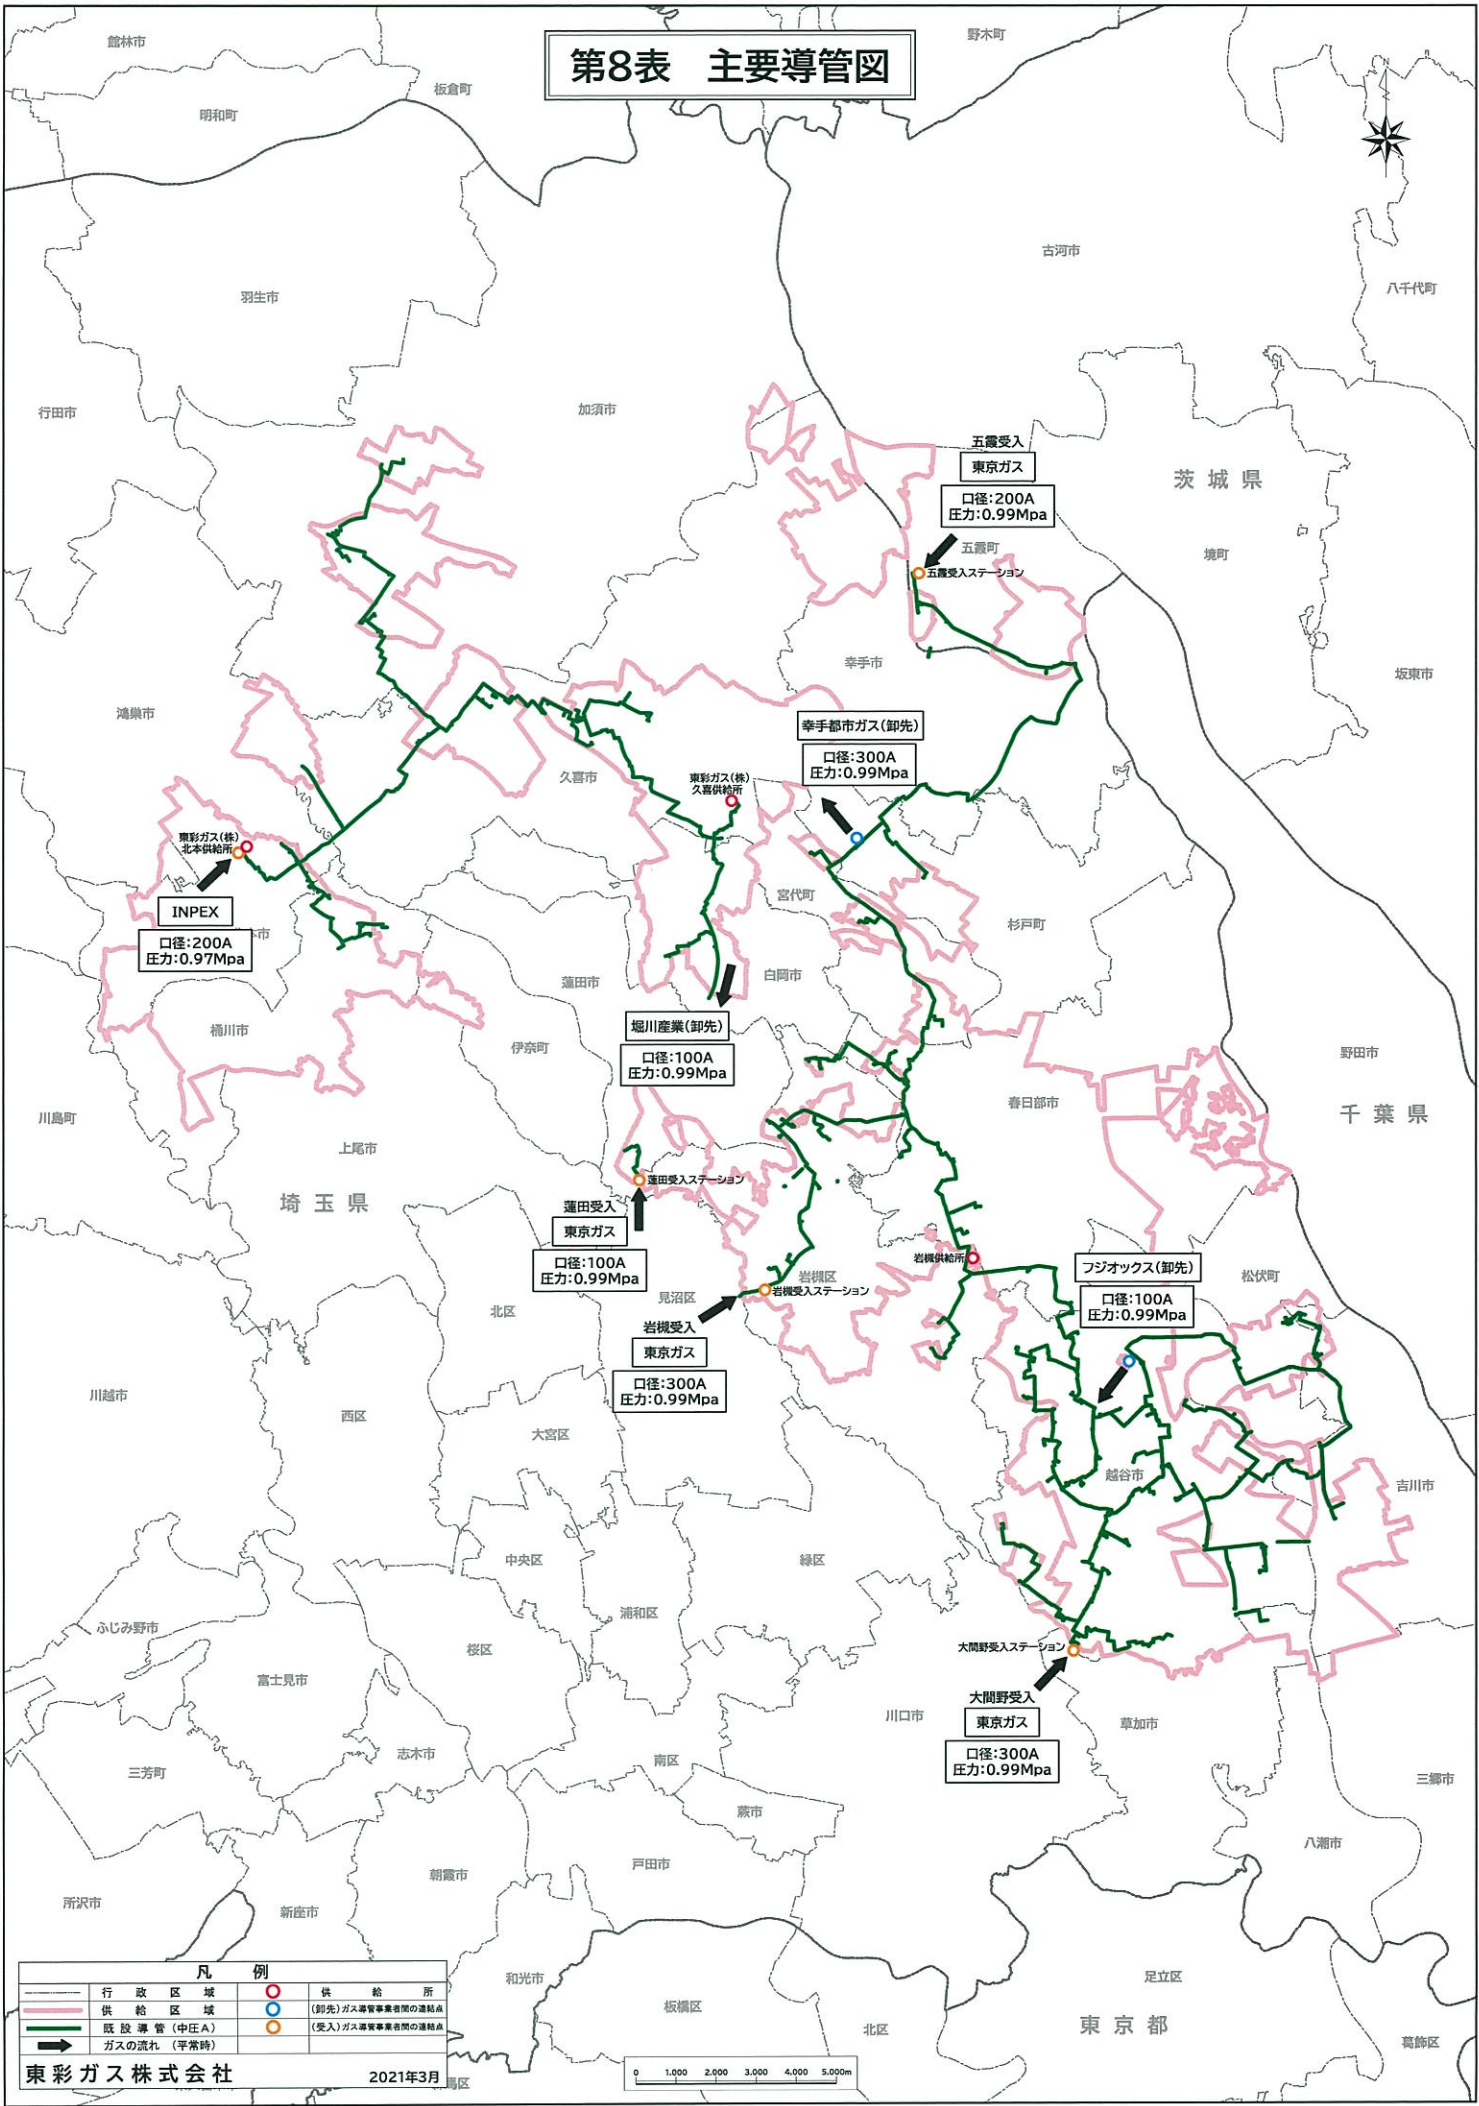 第8表 主要導管図
館林市
野木町
板倉町
明和町
古河市
八千代町
羽生市
行田市
加須市
五霞受入
東京ガス
口径:200A
圧力:0.99Mpa
茨城県
五霞町
境町
五霞受入ステーション
幸手市
坂東市
鴻巣市
幸手都市ガス(卸先)
口径:300A
圧力:0.99Mpa
久喜市
東彩ガス(株)
久喜供給所
東彩ガス(株)
北本供給所
INPEX
口径:200A
圧力:0.97Mpa
本市
宮代町
杉戸町
白岡市
蓮田市
堀川産業(卸先)
口径:100A
圧力:0.99Mpa
桶川市
伊奈町
野田市
川島町
春日部市
千葉県
上尾市
埼玉県
蓮田受入ステーション
蓮田受入
東京ガス
口径:100A
圧力:0.99Mpa
岩槻供給所
フジオックス(卸先)
口径:100A
圧力:0.99Mpa
松伏町
岩槻区
岩槻受入ステーション
見沼区
北区
岩槻受入
東京ガス
口径:300A
圧力:0.99Mpa
川越市
西区
大宮区
越谷市
吉川市
中央区
緑区
浦和区
ふじみ野市
桜区
大間野受入ステーション
富士見市
大間野受入
東京ガス
口径:300A
圧力:0.99Mpa
川口市
草加市
志木市
南区
三芳町
三郷市
蕨市
八潮市
戸田市
朝霞市
所沢市
新座市
凡例
行政区域
供給所
供給区域
(卸先)ガス導管事業者間の連結点
既設導管(中圧A)
(受入)ガス導管事業者間の連結点
ガスの流れ (平常時)
東彩ガス株式会社
2021年3月
和光市
板橋区
北区
足立区
東京都
葛飾区
馬区
0 1.000 2.000 3.000 4.000 5.000m